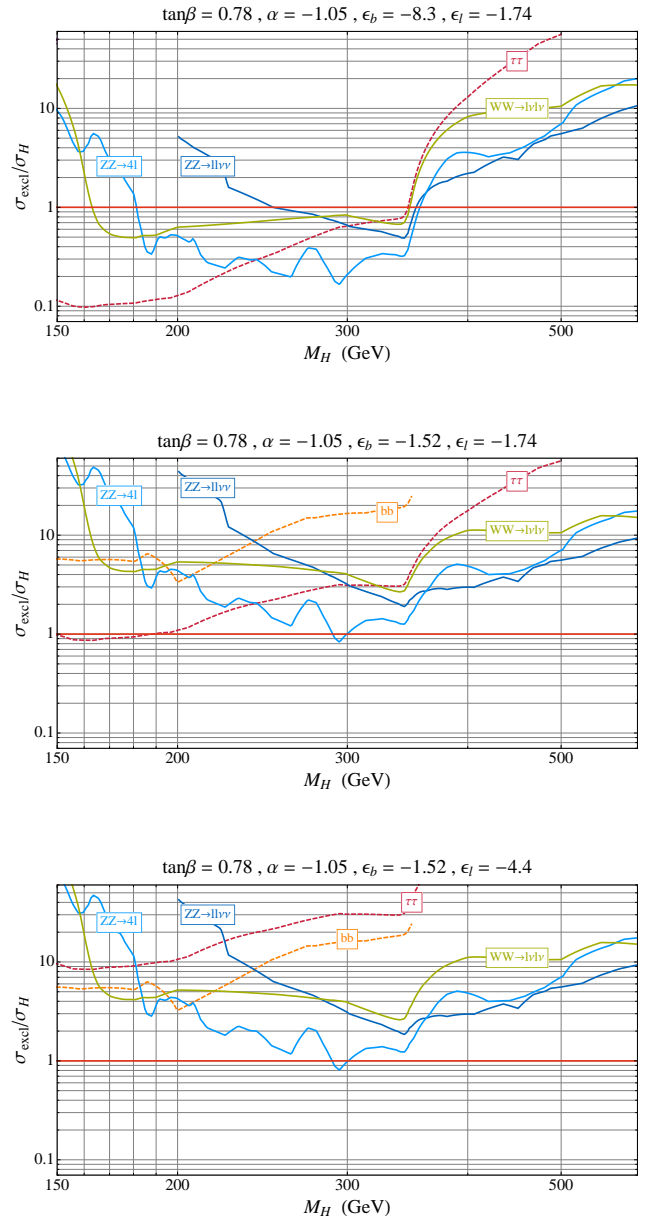 tanβ = 0.78 , α = −1.05 , ϵ_b = −8.3 , ϵ_l = −1.74
ττ
10
WW→lνlν
ZZ→4l
ZZ→llνν
σ_excl/σ_H
1
0.1
150 200 300 500
M_H (GeV)
tanβ = 0.78 , α = −1.05 , ϵ_b = −1.52 , ϵ_l = −1.74
ZZ→4l
ZZ→llνν
ττ
bb
10
WW→lνlν
σ_excl/σ_H
1
0.1
150 200 300 500
M_H (GeV)
tanβ = 0.78 , α = −1.05 , ϵ_b = −1.52 , ϵ_l = −4.4
ZZ→4l
ZZ→llνν
ττ
bb
10
WW→lνlν
σ_excl/σ_H
1
0.1
150 200 300 500
M_H (GeV)